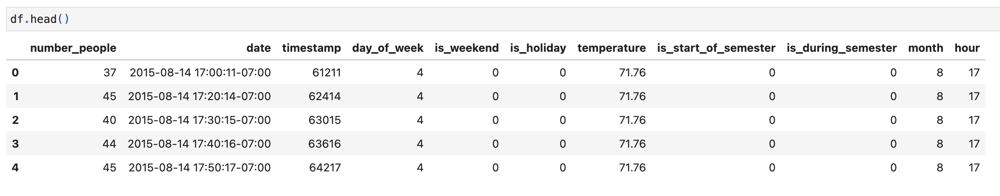 df.head()
number_people date timestamp day_of_week is_weekend is_holiday temperature is_start_of_semester is_during_semester month hour
0 37 2015-08-14 17:00:11-07:00 61211 4 0 0 71.76 0 0 8 17
1 45 2015-08-14 17:20:14-07:00 62414 4 0 0 71.76 0 0 8 17
2 40 2015-08-14 17:30:15-07:00 63015 4 0 0 71.76 0 0 8 17
3 44 2015-08-14 17:40:16-07:00 63616 4 0 0 71.76 0 0 8 17
4 45 2015-08-14 17:50:17-07:00 64217 4 0 0 71.76 0 0 8 17